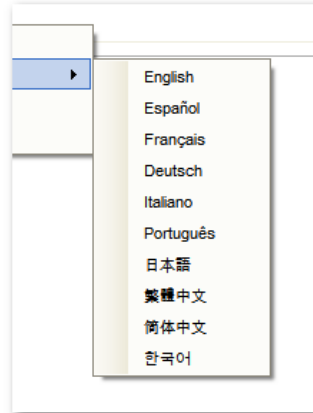 English
Español
Français
Deutsch
Italiano
Português
日本語
繁體中文
简体中文
한국어